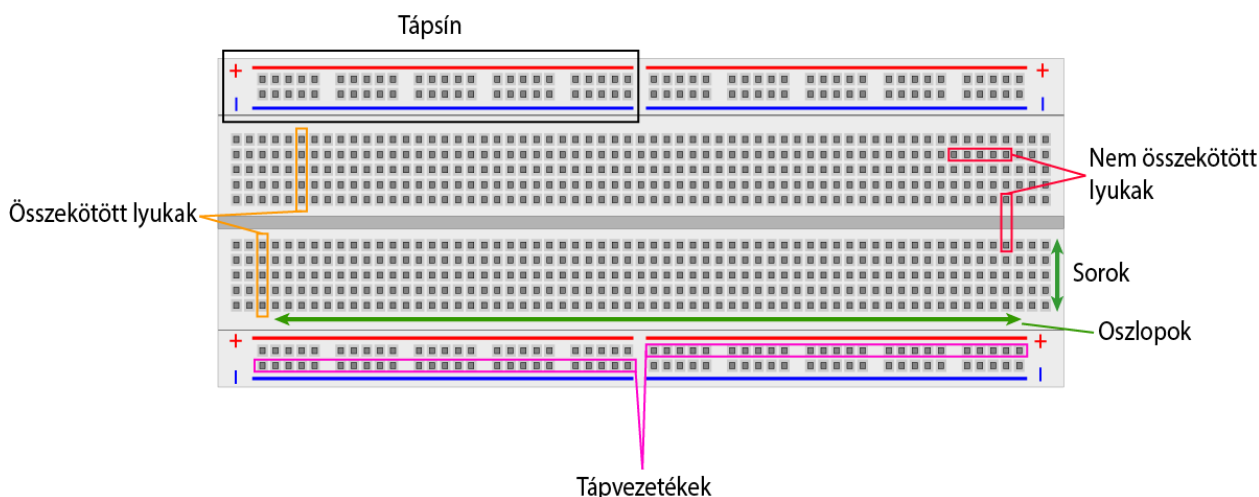 Tápsín
+ +
– –
Nem összekötött
lyukak
Összekötött lyukak
Sorok
Oszlopok
+ +
– –
Tápvezetékek